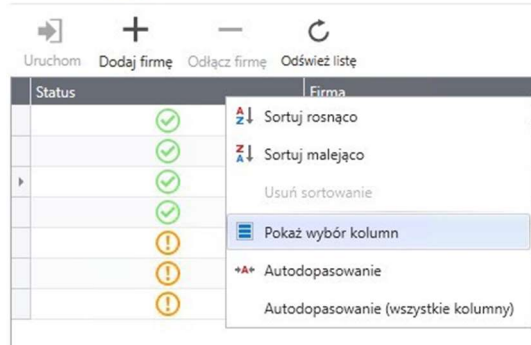 Uruchom Dodaj firmę Odłącz firmę Odśwież listę
Status Firma
Sortuj rosnąco
Sortuj malejąco
Usuń sortowanie
Pokaż wybór kolumn
Autodopasowanie
Autodopasowanie (wszystkie kolumny)